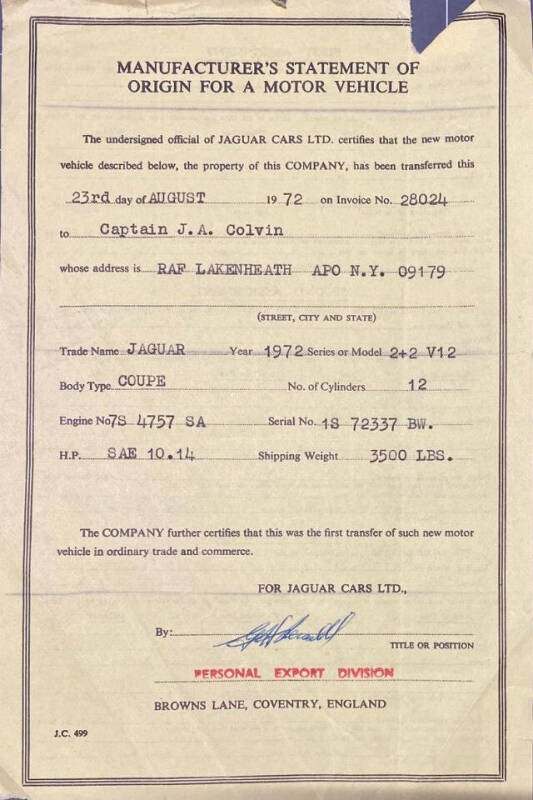 MANUFACTURER'S STATEMENT OF
ORIGIN FOR A MOTOR VEHICLE
The undersigned official of JAGUAR CARS LTD. certifies that the new motor
vehicle described below, the property of this COMPANY, has been transferred this
23rd day of AUGUST 1972 on Invoice No. 28024
to Captain J.A. Colvin
whose address is RAF LAKENHEATH APO N.Y. 09179
(STREET, CITY AND STATE)
Trade Name JAGUAR Year 1972 Series or Model 2+2 V12
Body Type COUPE No. of Cylinders 12
Engine No 7S 4757 SA Serial No. 1S 72337 BW.
H.P. SAE 10.14 Shipping Weight 3500 LBS.
The COMPANY further certifies that this was the first transfer of such new motor
vehicle in ordinary trade and commerce.
FOR JAGUAR CARS LTD.,
By:
TITLE OR POSITION
PERSONAL EXPORT DIVISION
BROWNS LANE, COVENTRY, ENGLAND
J.C. 499